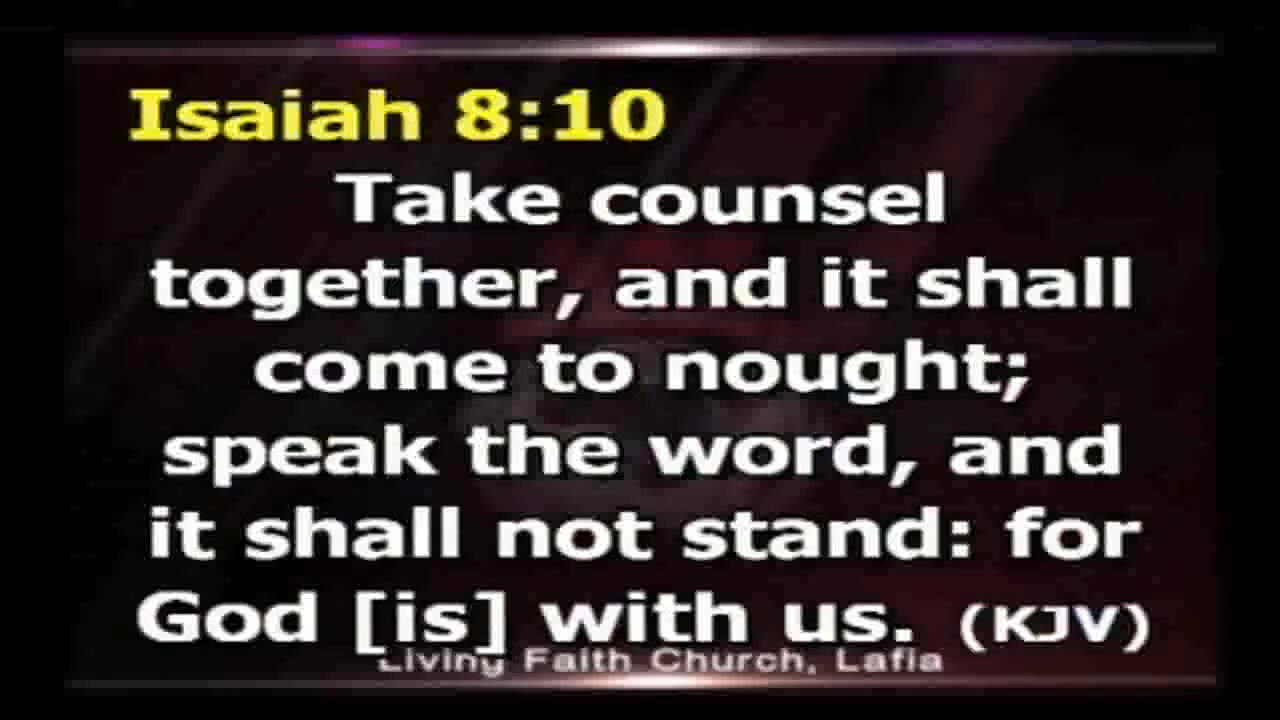 Isaiah 8:10
Take counsel
together, and it shall
come to nought;
speak the word, and
it shall not stand: for
God [is] with us. (KJV)
Living Faith Church, Lafia